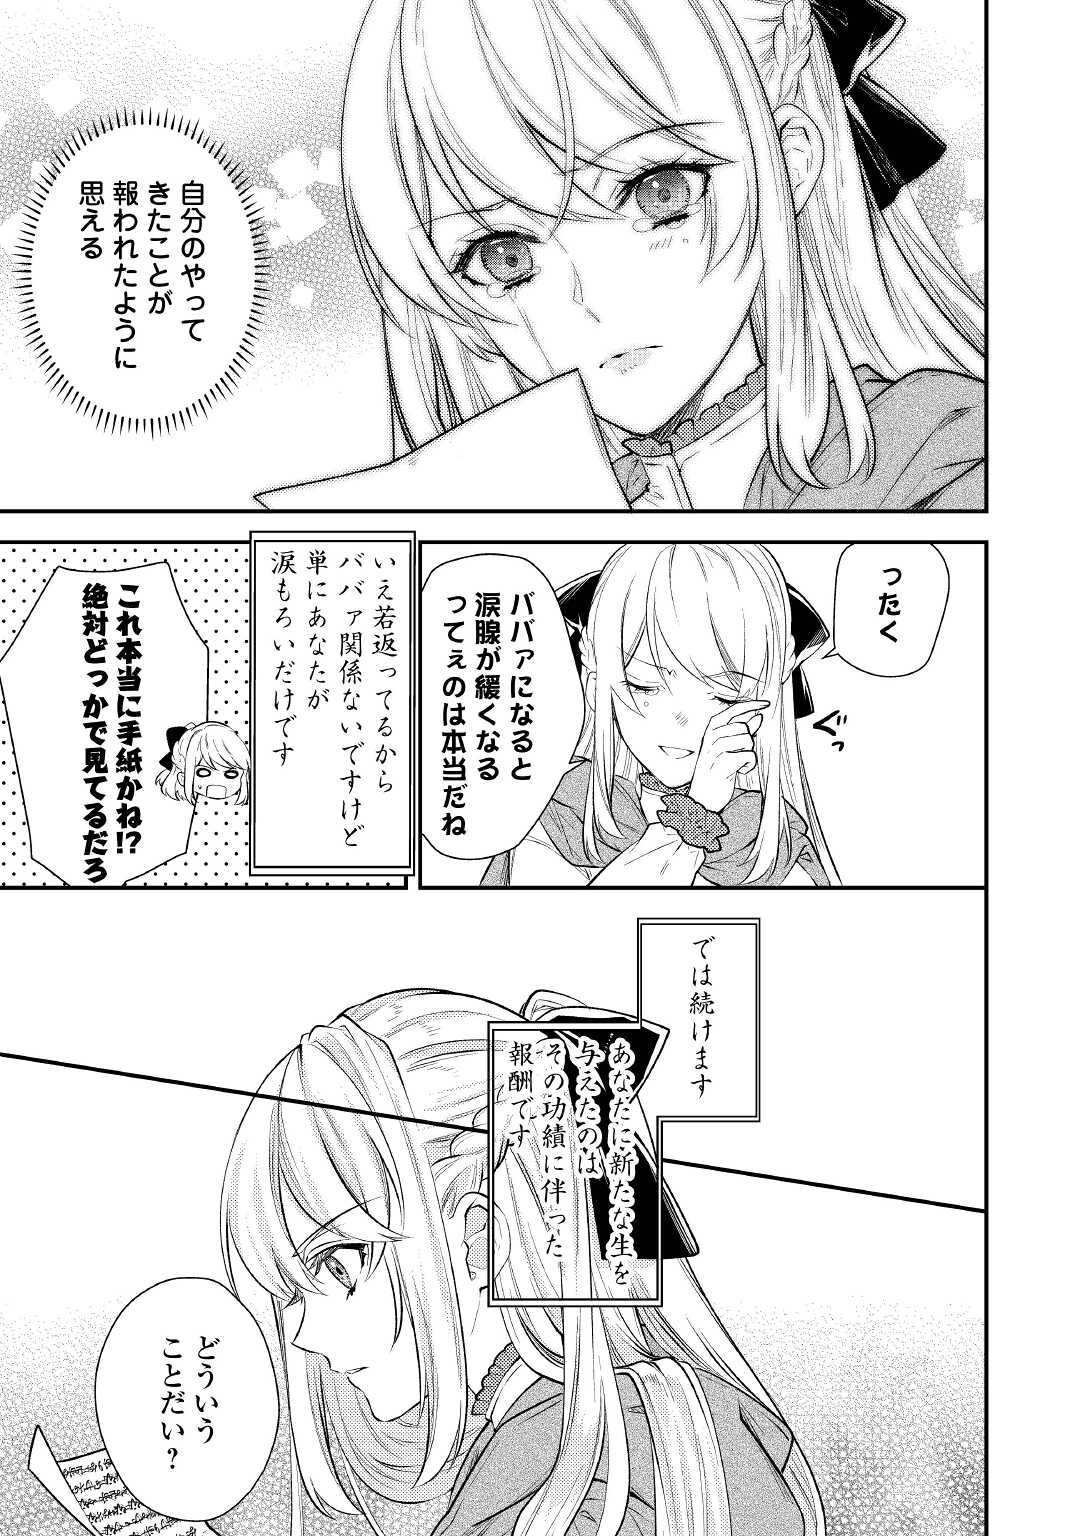 自分のやって
きたことが
報われたように
思える
ったく
ババァになると
涙腺が緩くなる
ってぇのは本当だね
ぐっ
いえ若返ってるから
ババァ関係ないですけど
単にあなたが
涙もろいだけです
これ本当に手紙かね!?
絶対どっかで見てるだろ
では続けます
あなたに新たな生を
与えたのは
その功績に伴った
報酬です
どういう
ことだい?